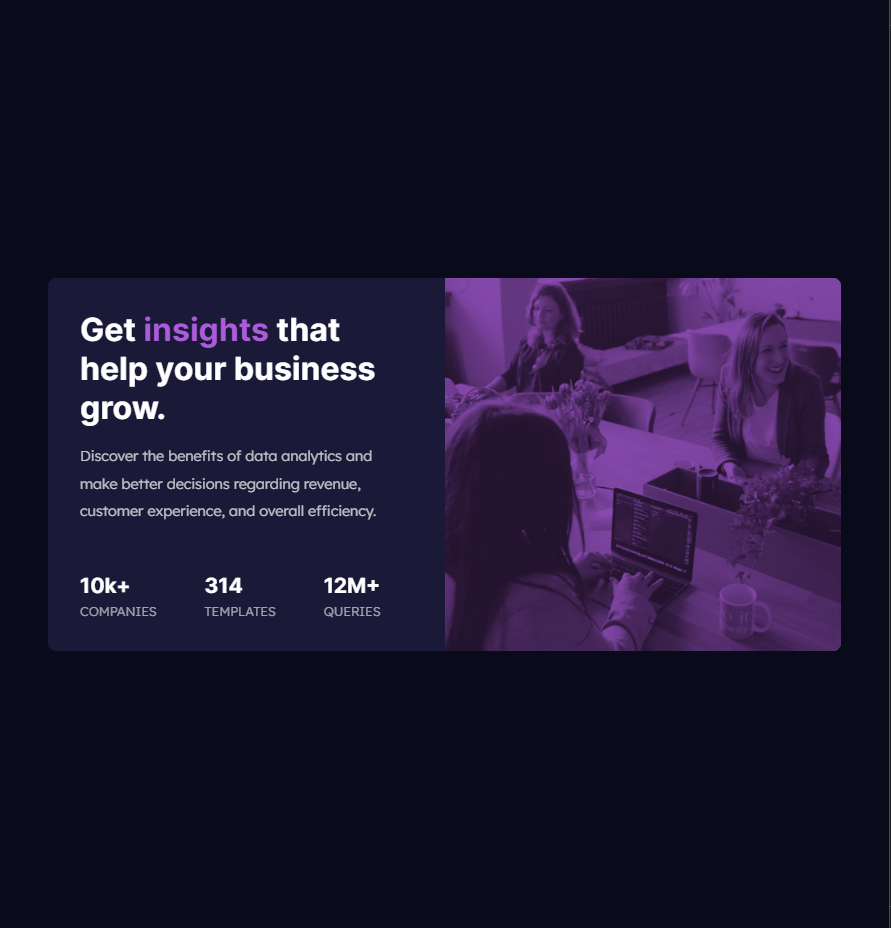 Get insights that
help your business
grow.
Discover the benefits of data analytics and
make better decisions regarding revenue,
customer experience, and overall efficiency.
10k+ 314 12M+
COMPANIES TEMPLATES QUERIES